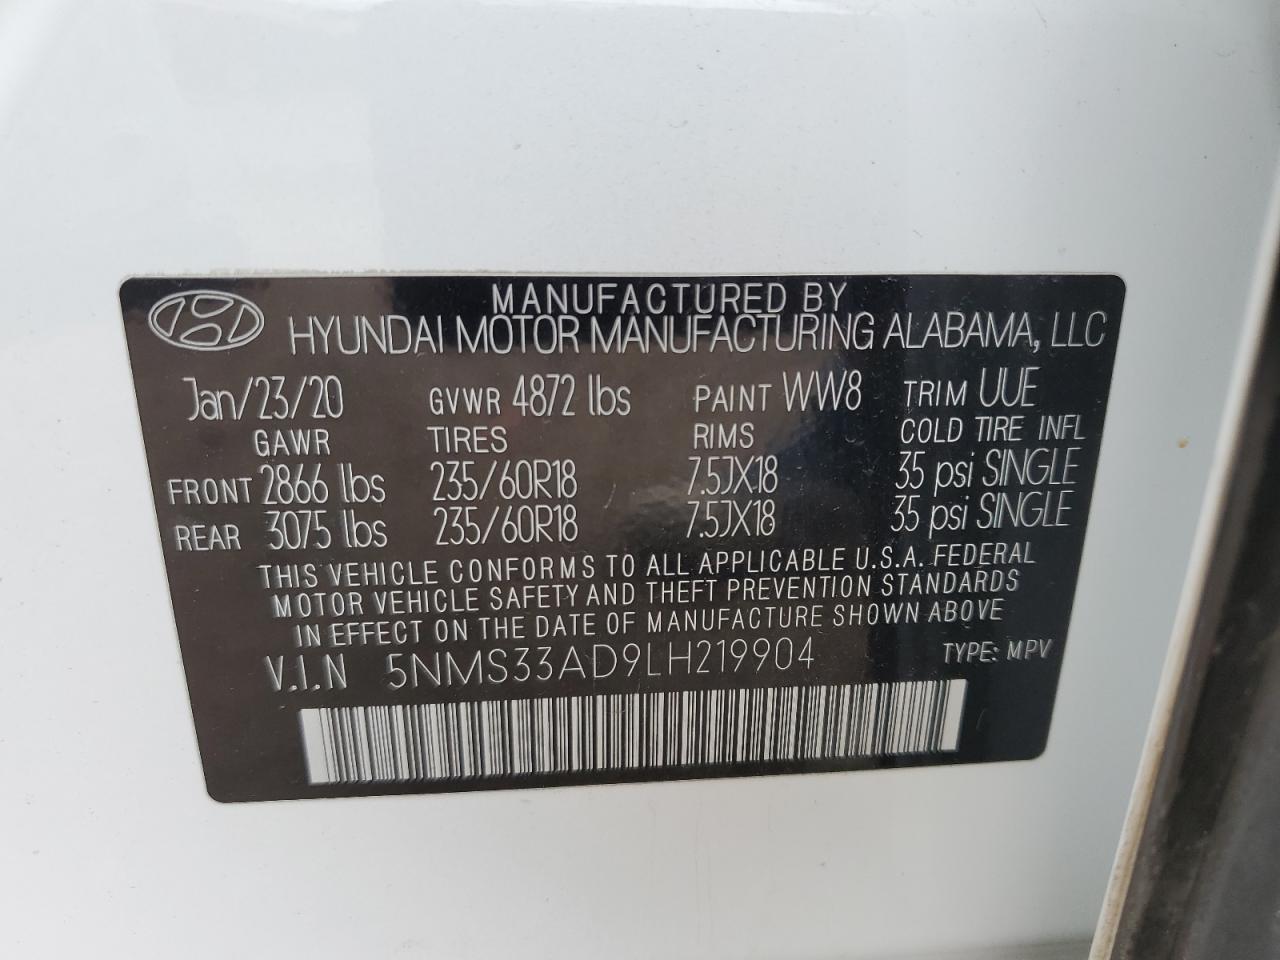 MANUFACTURED BY
HYUNDAI MOTOR MANUFACTURING ALABAMA, LLC
Jan/23/20 GVWR 4872 lbs PAINT WW8 TRIM UUE
GAWR TIRES RIMS COLD TIRE INFL
FRONT 2866 lbs 235/60R18 7.5JX18 35 psi SINGLE
REAR 3075 lbs 235/60R18 7.5JX18 35 psi SINGLE
THIS VEHICLE CONFORMS TO ALL APPLICABLE U.S.A. FEDERAL
MOTOR VEHICLE SAFETY AND THEFT PREVENTION STANDARDS
IN EFFECT ON THE DATE OF MANUFACTURE SHOWN ABOVE
V.I.N 5NMS33AD9LH219904 TYPE: MPV